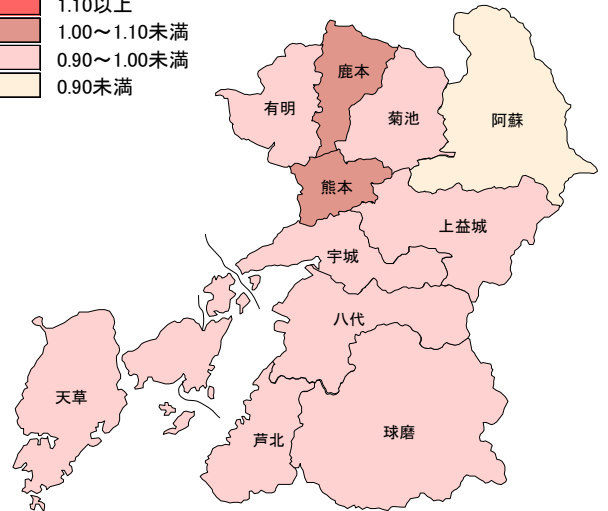 1.10以上
1.00～1.10未満
0.90～1.00未満
0.90未満
鹿本
有明
菊池
阿蘇
熊本
上益城
宇城
八代
天草
芦北
球磨